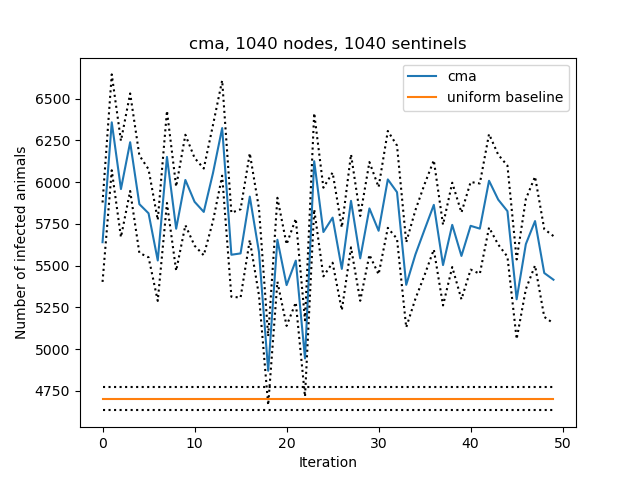 cma, 1040 nodes, 1040 sentinels
cma
uniform baseline
Number of infected animals
6500
6250
6000
5750
5500
5250
5000
4750
0 10 20 30 40 50
Iteration